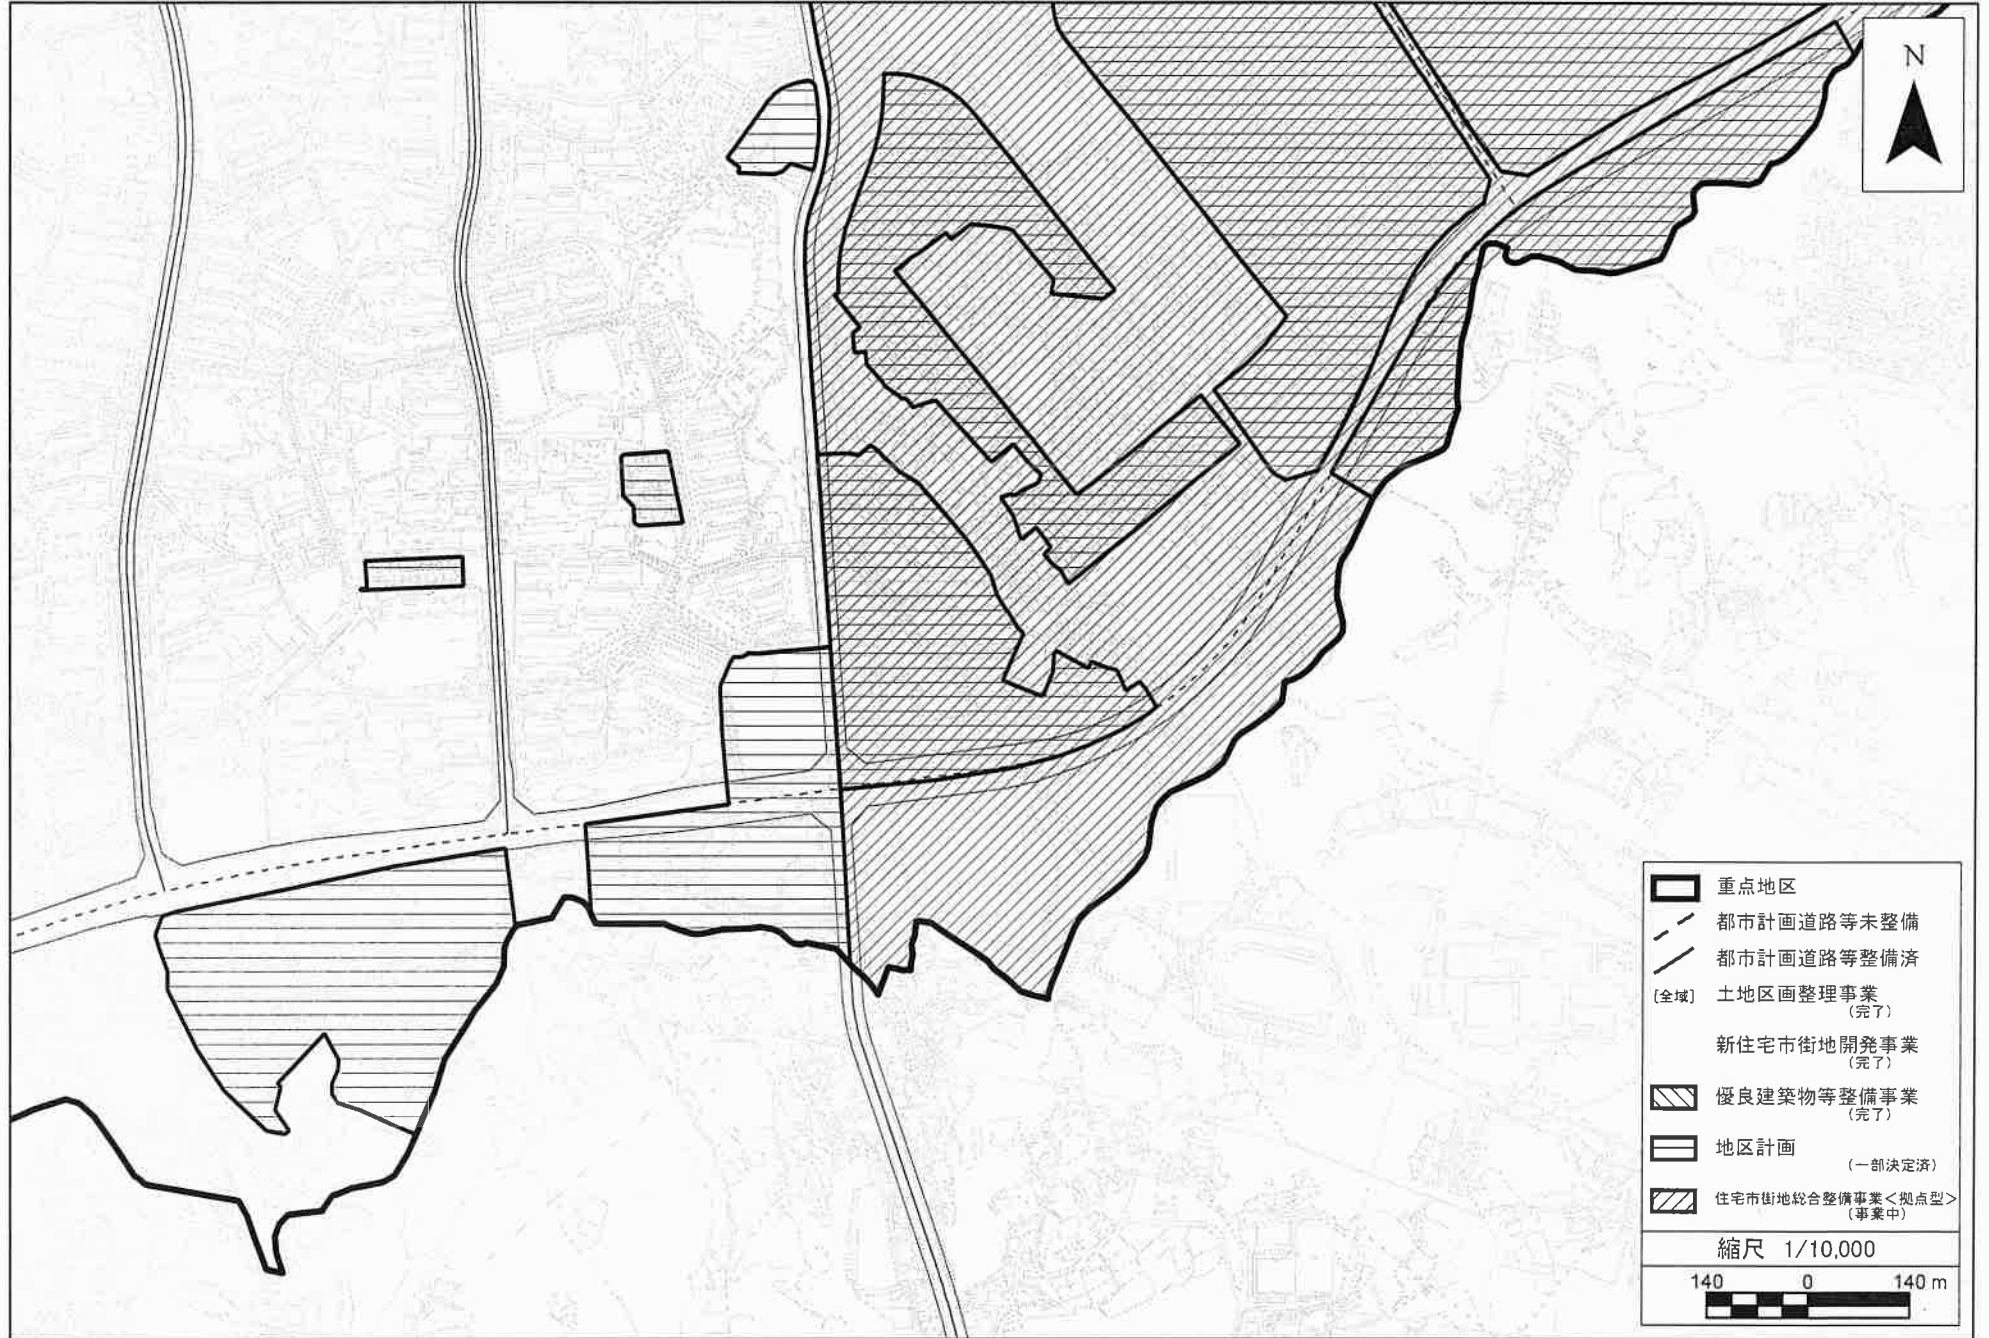 N
重点地区
都市計画道路等未整備
都市計画道路等整備済
[全域] 土地区画整理事業
(完了)
新住宅市街地開発事業
(完了)
優良建築物等整備事業
(完了)
地区計画
(一部決定済)
住宅市街地総合整備事業<拠点型>
(事業中)
縮尺 1/10,000
140 0 140 m